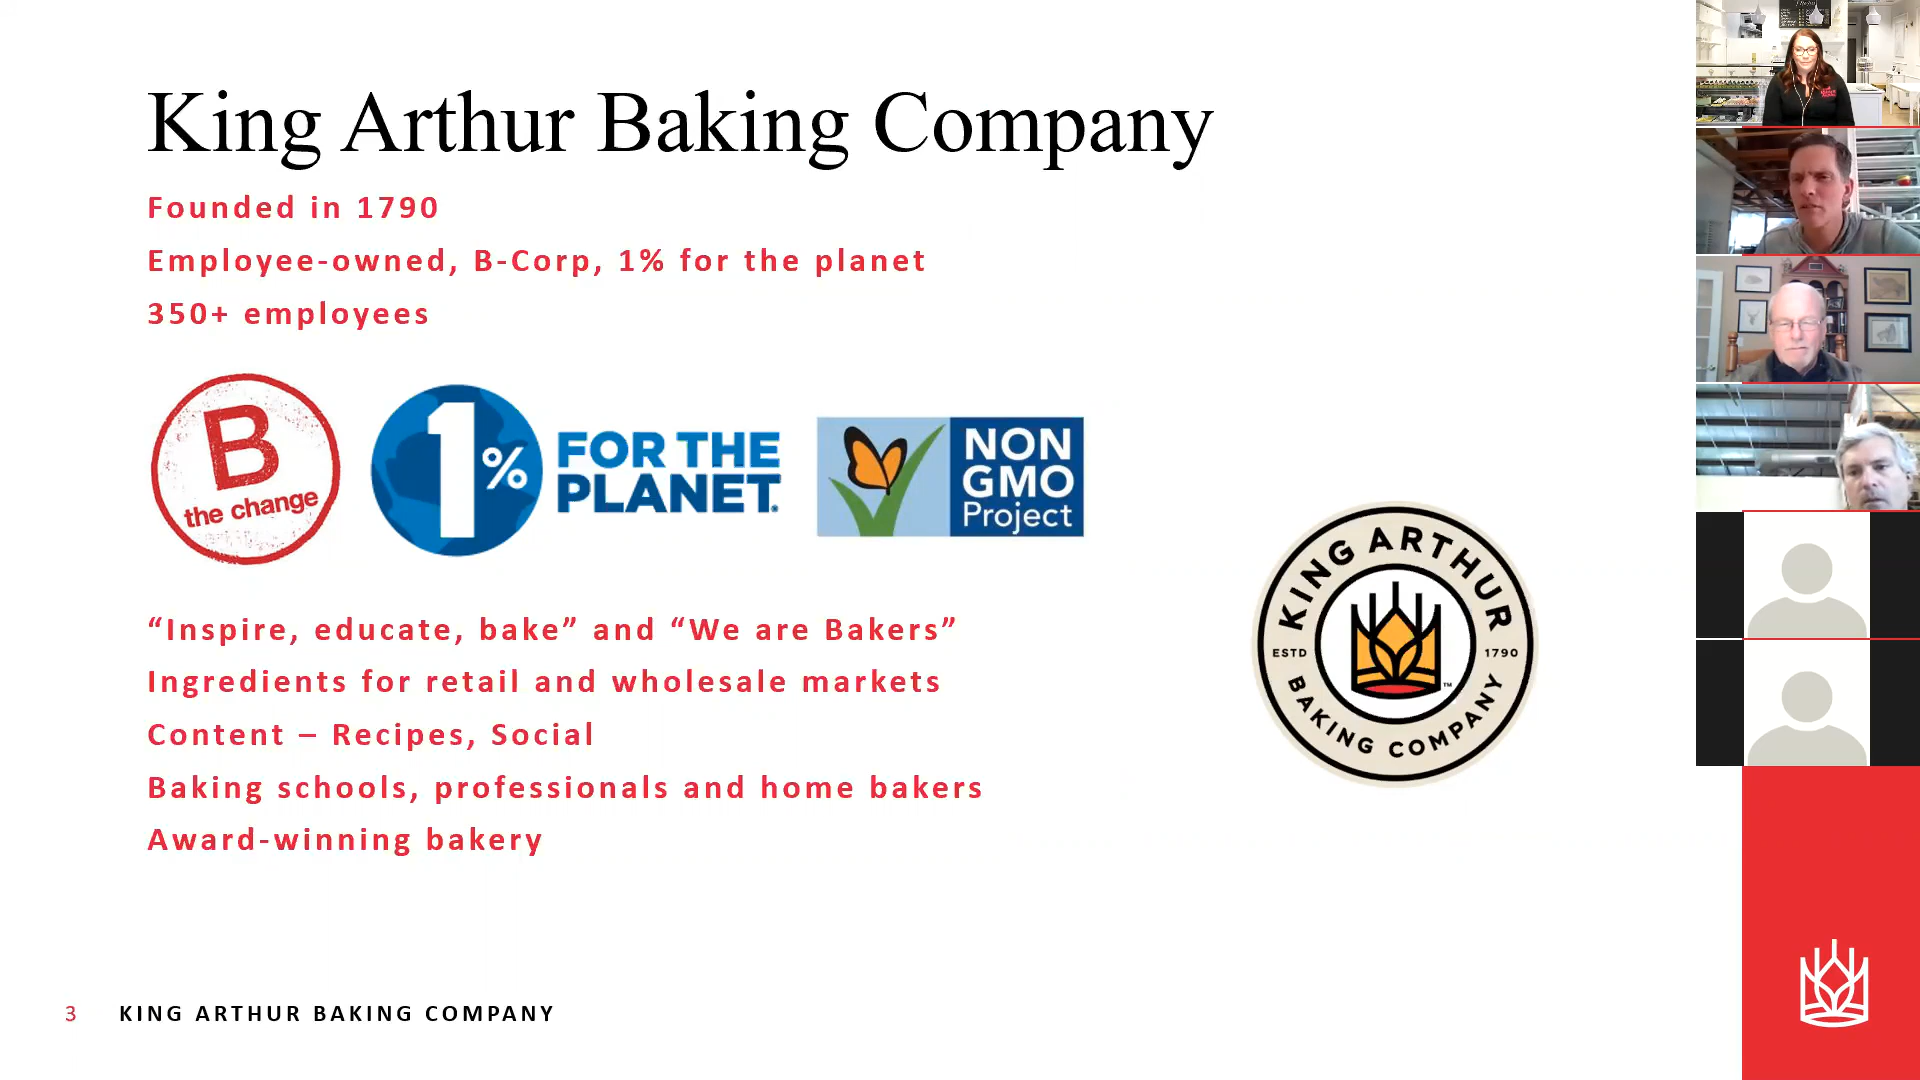 King Arthur Baking Company
Founded in 1790
Employee-owned, B-Corp, 1% for the planet
350+ employees
B
the change
1%
FOR THE
PLANET.
NON
GMO
Project
“Inspire, educate, bake” and “We are Bakers”
Ingredients for retail and wholesale markets
Content – Recipes, Social
Baking schools, professionals and home bakers
Award-winning bakery
KING ARTHUR
ESTD 1790
BAKING COMPANY
TM
3 KING ARTHUR BAKING COMPANY